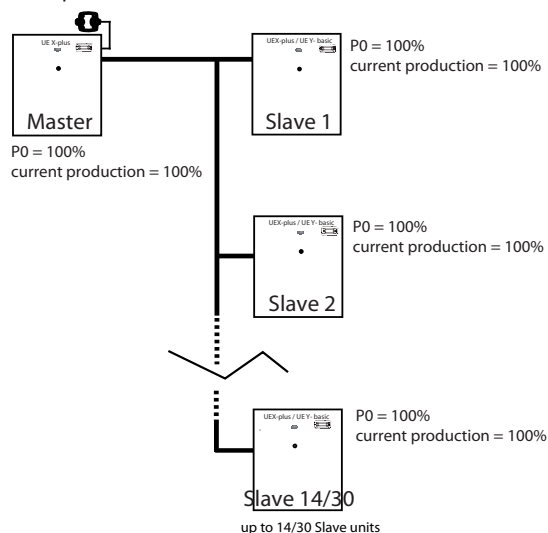 UE X-plus
Master
P0 = 100%
current production = 100%
UEX-plus / UE Y- basic
Slave 1
P0 = 100%
current production = 100%
UEX-plus / UE Y- basic
Slave 2
P0 = 100%
current production = 100%
UEX-plus / UE Y- basic
Slave 14/30
P0 = 100%
current production = 100%
up to 14/30 Slave units